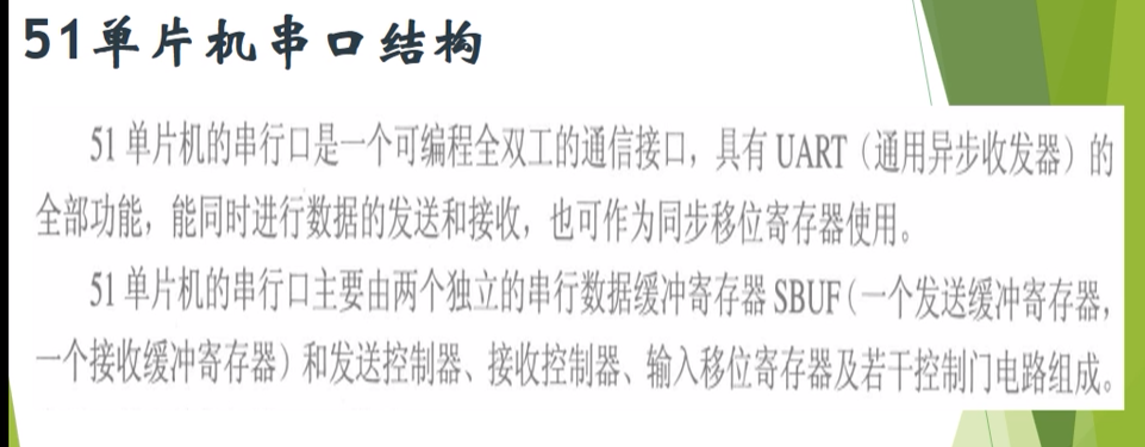 51单片机串口结构
51 单片机的串行口是一个可编程全双工的通信接口，具有 UART（通用异步收发器）的
全部功能，能同时进行数据的发送和接收，也可作为同步移位寄存器使用。
51 单片机的串行口主要由两个独立的串行数据缓冲寄存器 SBUF（一个发送缓冲寄存器，
一个接收缓冲寄存器）和发送控制器、接收控制器、输入移位寄存器及若干控制门电路组成。